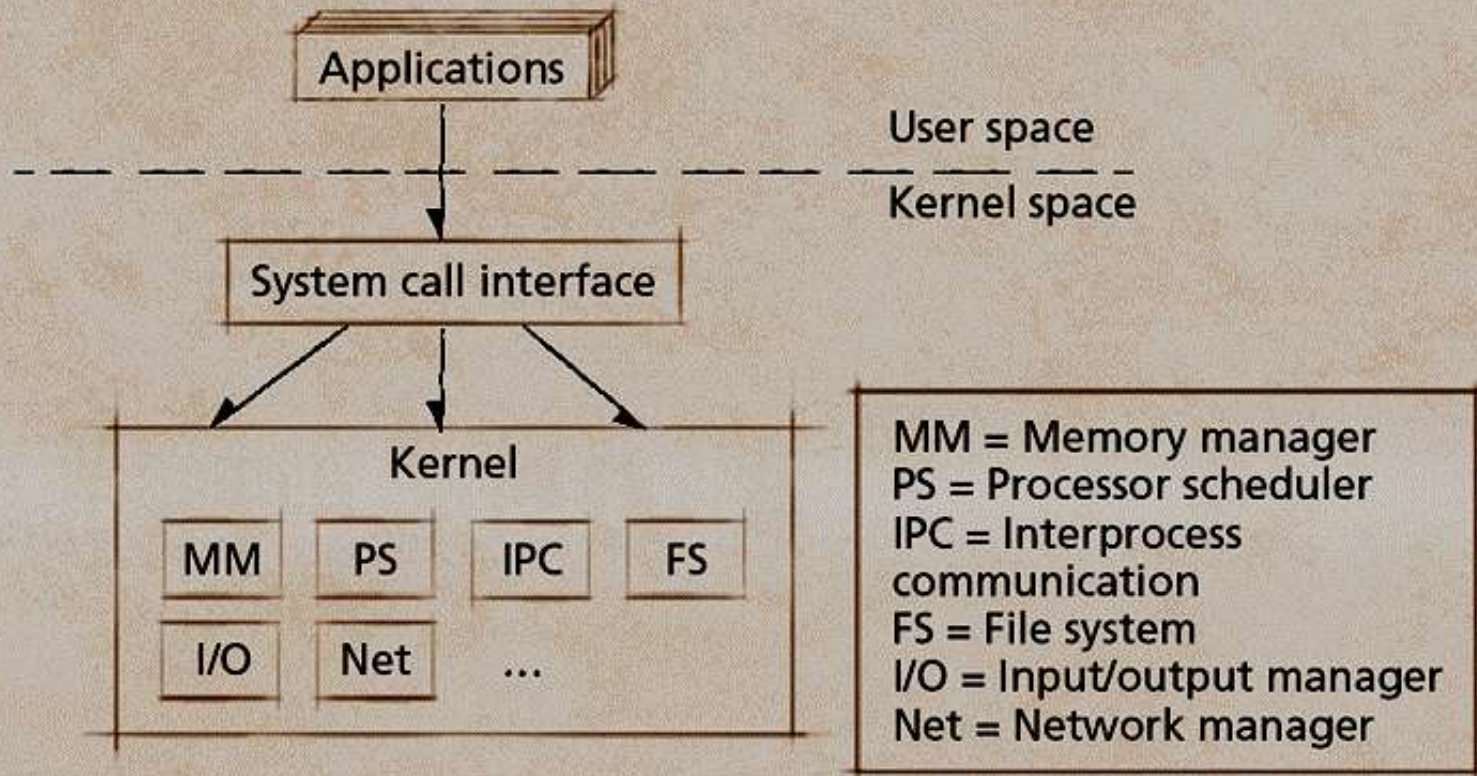 Applications
User space
Kernel space
System call interface
Kernel
MM PS IPC FS
I/O Net ...
MM = Memory manager
PS = Processor scheduler
IPC = Interprocess
communication
FS = File system
I/O = Input/output manager
Net = Network manager